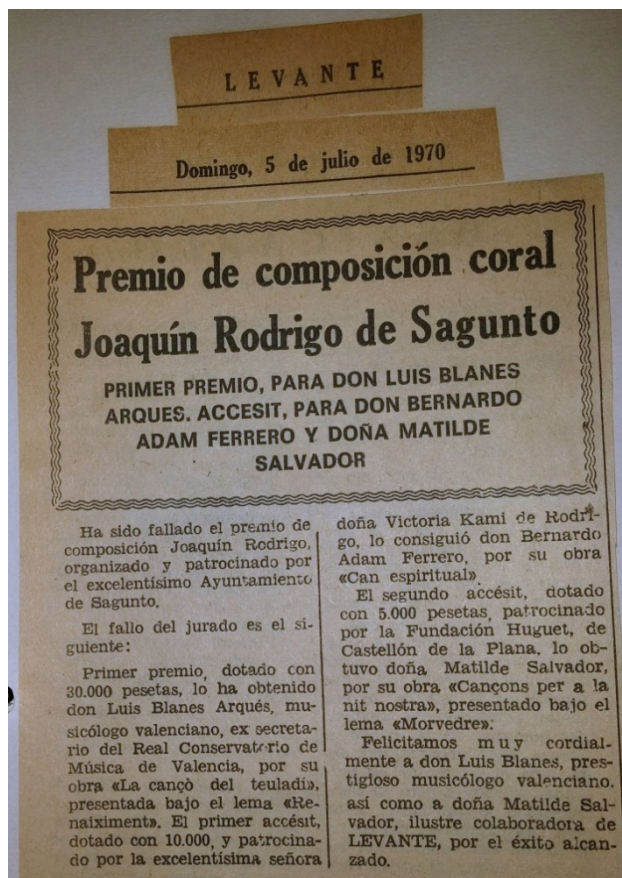 LEVANTE
Domingo, 5 de julio de 1970
Premio de composición coral
Joaquín Rodrigo de Sagunto
PRIMER PREMIO, PARA DON LUIS BLANES
ARQUES. ACCESIT, PARA DON BERNARDO
ADAM FERRERO Y DOÑA MATILDE
SALVADOR
Ha sido fallado el premio de
composición Joaquín Rodrigo,
organizado y patrocinado por
el excelentísimo Ayuntamiento
de Sagunto.
El fallo del jurado es el si-
guiente:
Primer premio, dotado con
30.000 pesetas, lo ha obtenido
don Luis Blanes Arqués, mu-
sicólogo valenciano, ex secreta-
rio del Real Conservatorio de
Música de Valencia, por su
obra «La cançò del teuladí»,
presentada bajo el lema «Re-
naiximent». El primer accésit,
dotado con 10.000, y patrocina-
do por la excelentísima señora
doña Victoria Kami de Rodri-
go, lo consiguió don Bernardo
Adam Ferrero, por su obra
«Can espiritual».
El segundo accésit, dotado
con 5.000 pesetas, patrocinado
por la Fundación Huguet, de
Castellón de la Plana, lo ob-
tuvo doña Matilde Salvador,
por su obra «Cançons per a la
nit nostra», presentado bajo el
lema «Morvedre».
Felicitamos muy cordial-
mente a don Luis Blanes, pres-
tigioso musicólogo valenciano.
así como a doña Matilde Sal-
vador, ilustre colaboradora de
LEVANTE, por el éxito alcan-
zado.